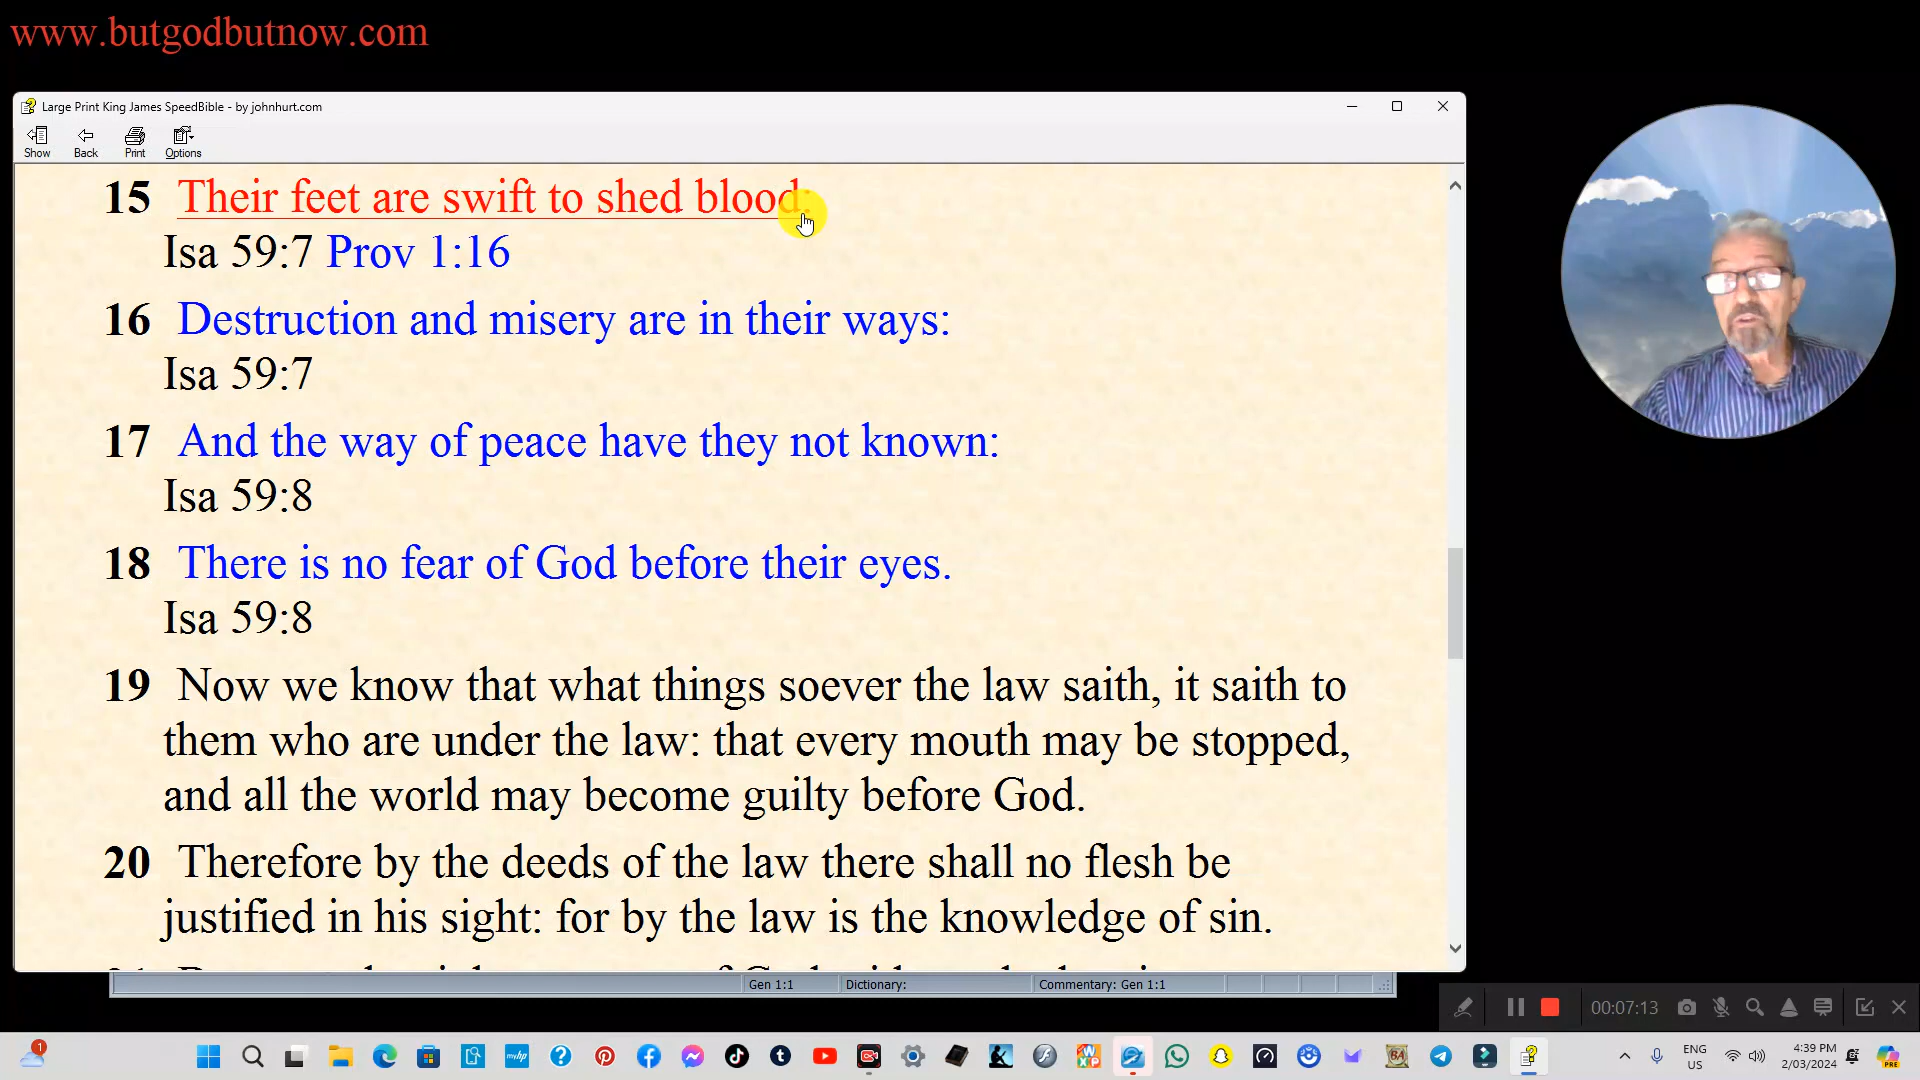 www.butgodbutnow.com
Large Print King James SpeedBible - by johnhurt.com
Show Back Print Options
15 Their feet are swift to shed blood:
Isa 59:7 Prov 1:16
16 Destruction and misery are in their ways:
Isa 59:7
17 And the way of peace have they not known:
Isa 59:8
18 There is no fear of God before their eyes.
Isa 59:8
19 Now we know that what things soever the law saith, it saith to
them who are under the law: that every mouth may be stopped,
and all the world may become guilty before God.
20 Therefore by the deeds of the law there shall no flesh be
justified in his sight: for by the law is the knowledge of sin.
Gen 1:1 Dictionary: Commentary: Gen 1:1
00:07:13
1
myhp
WXP
ENG
US
4:39 PM
2/03/2024
PRE